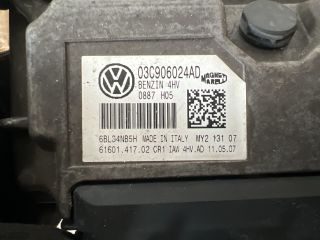 03C906024AD
BENZIN 4HV
0887 H05
MAGNETI
MARELLI
6BL34NB5H MADE IN ITALY MY2 131 07
61601.417.02 CR1 IAW 4HV.AD 11.05.07